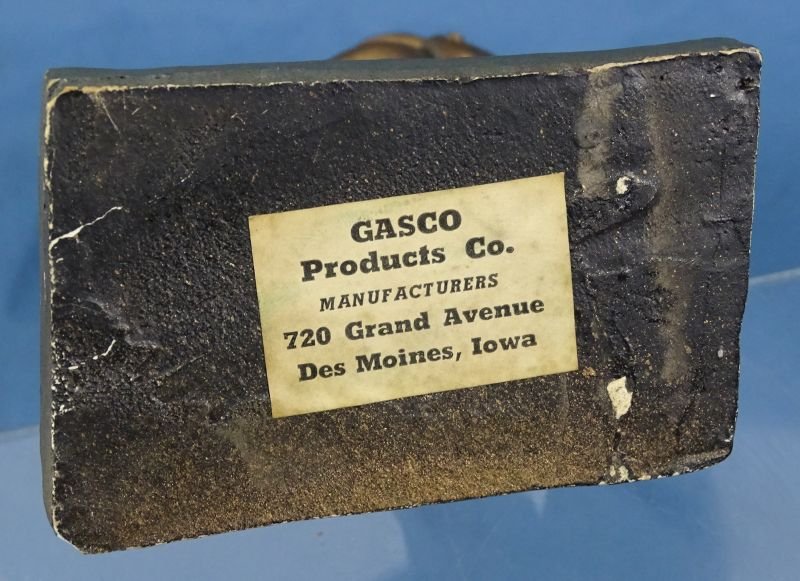 GASCO
Products Co.
MANUFACTURERS
720 Grand Avenue
Des Moines, Iowa